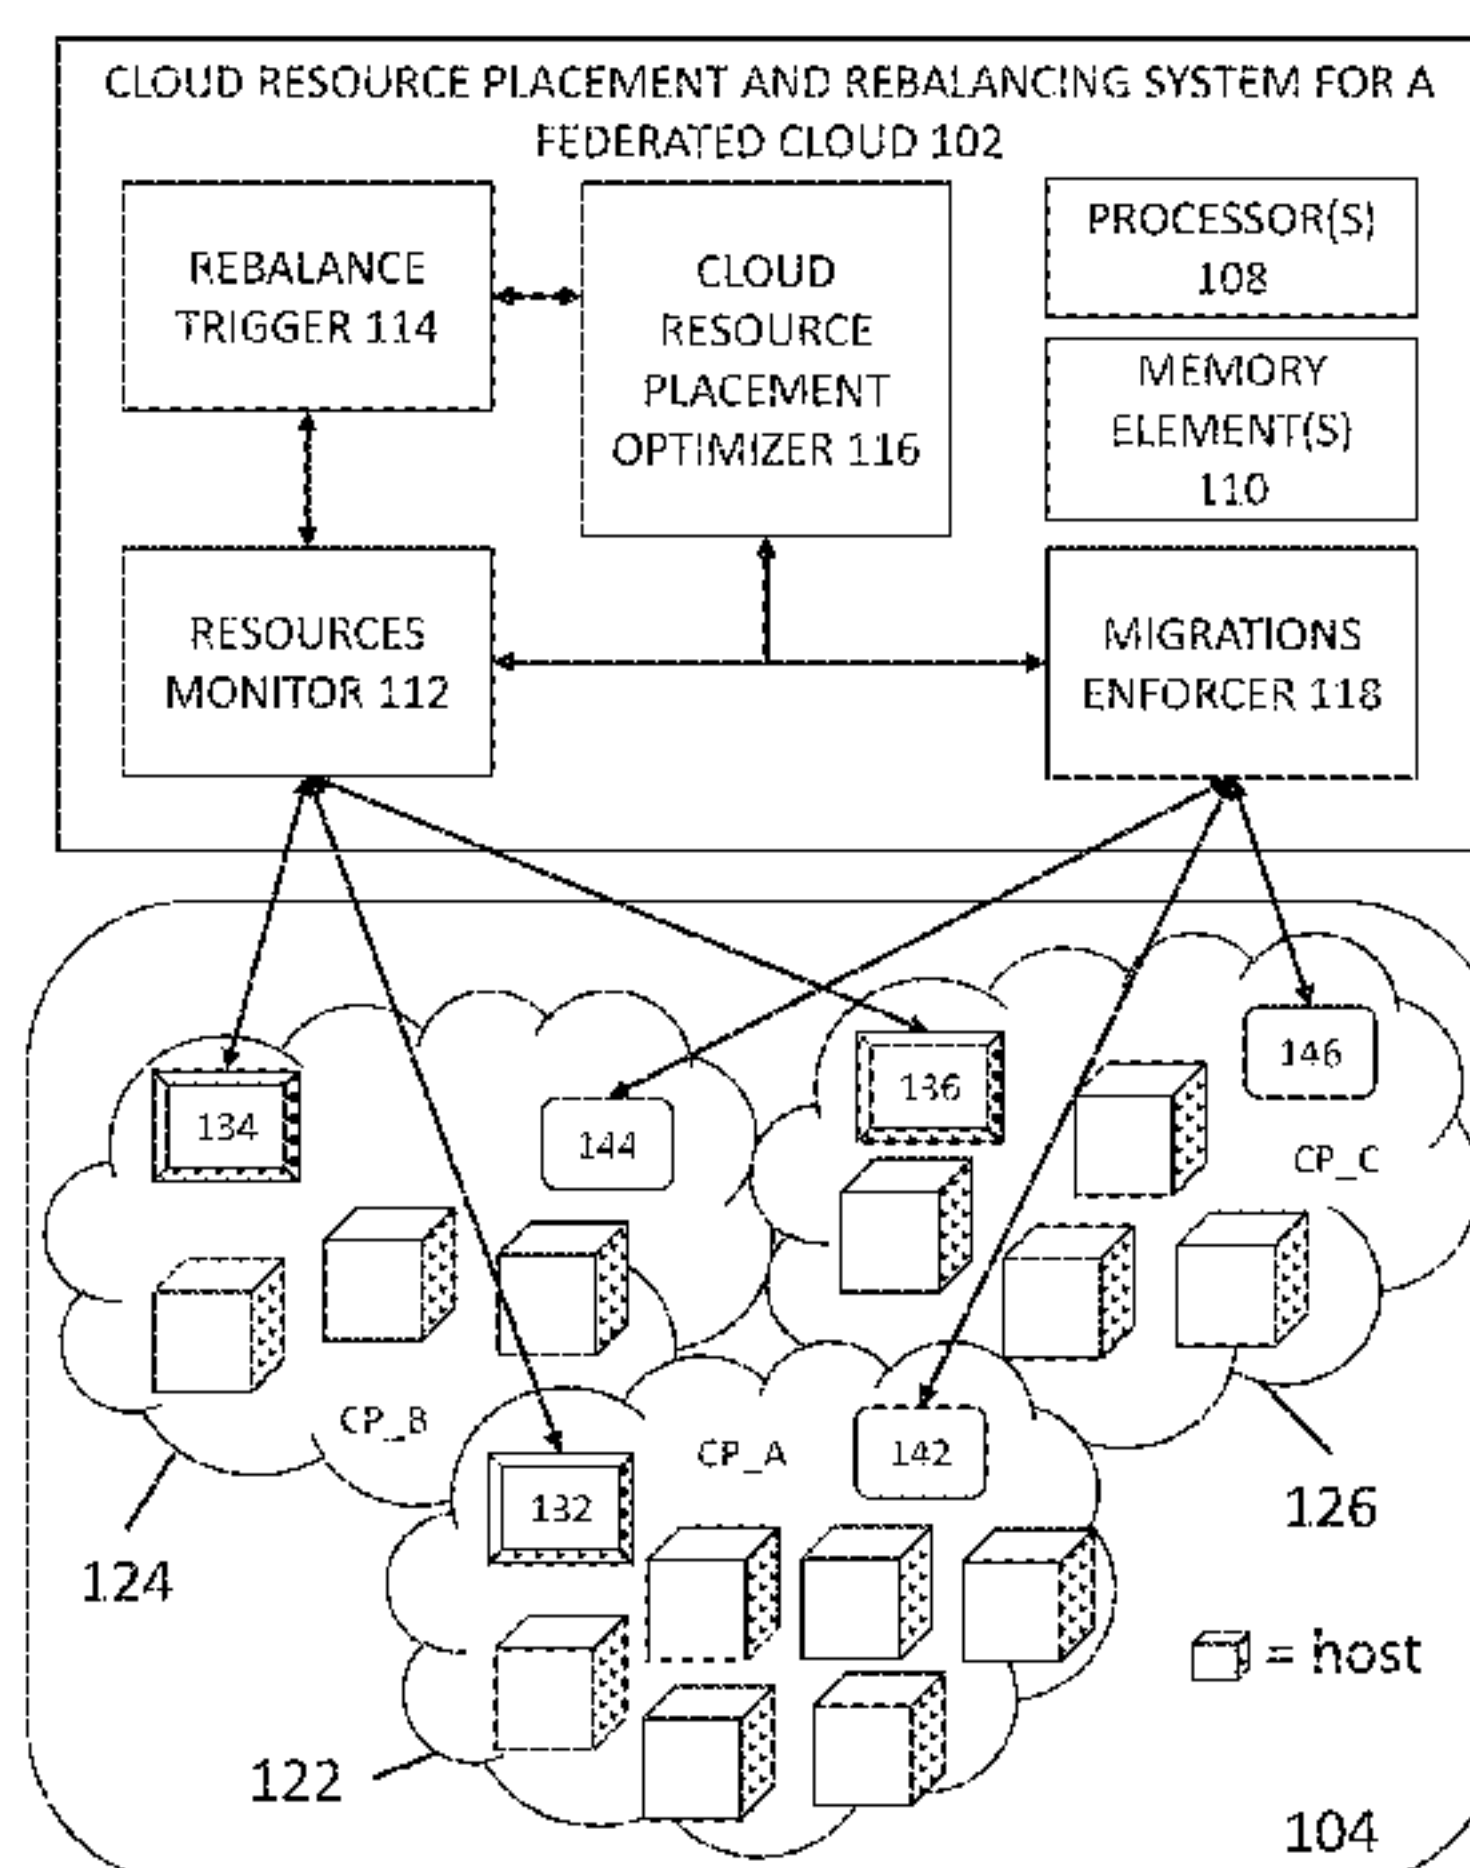 CLOUD RESOURCE PLACEMENT AND REBALANCING SYSTEM FOR A
FEDERATED CLOUD 102
REBALANCE
TRIGGER 114
CLOUD
RESOURCE
PLACEMENT
OPTIMIZER 116
PROCESSOR(S)
108
MEMORY
ELEMENT(S)
110
RESOURCES
MONITOR 112
MIGRATIONS
ENFORCER 118
134
144
136
146
CP_C
CP_B
CP_A
142
132
126
124
= host
122
104